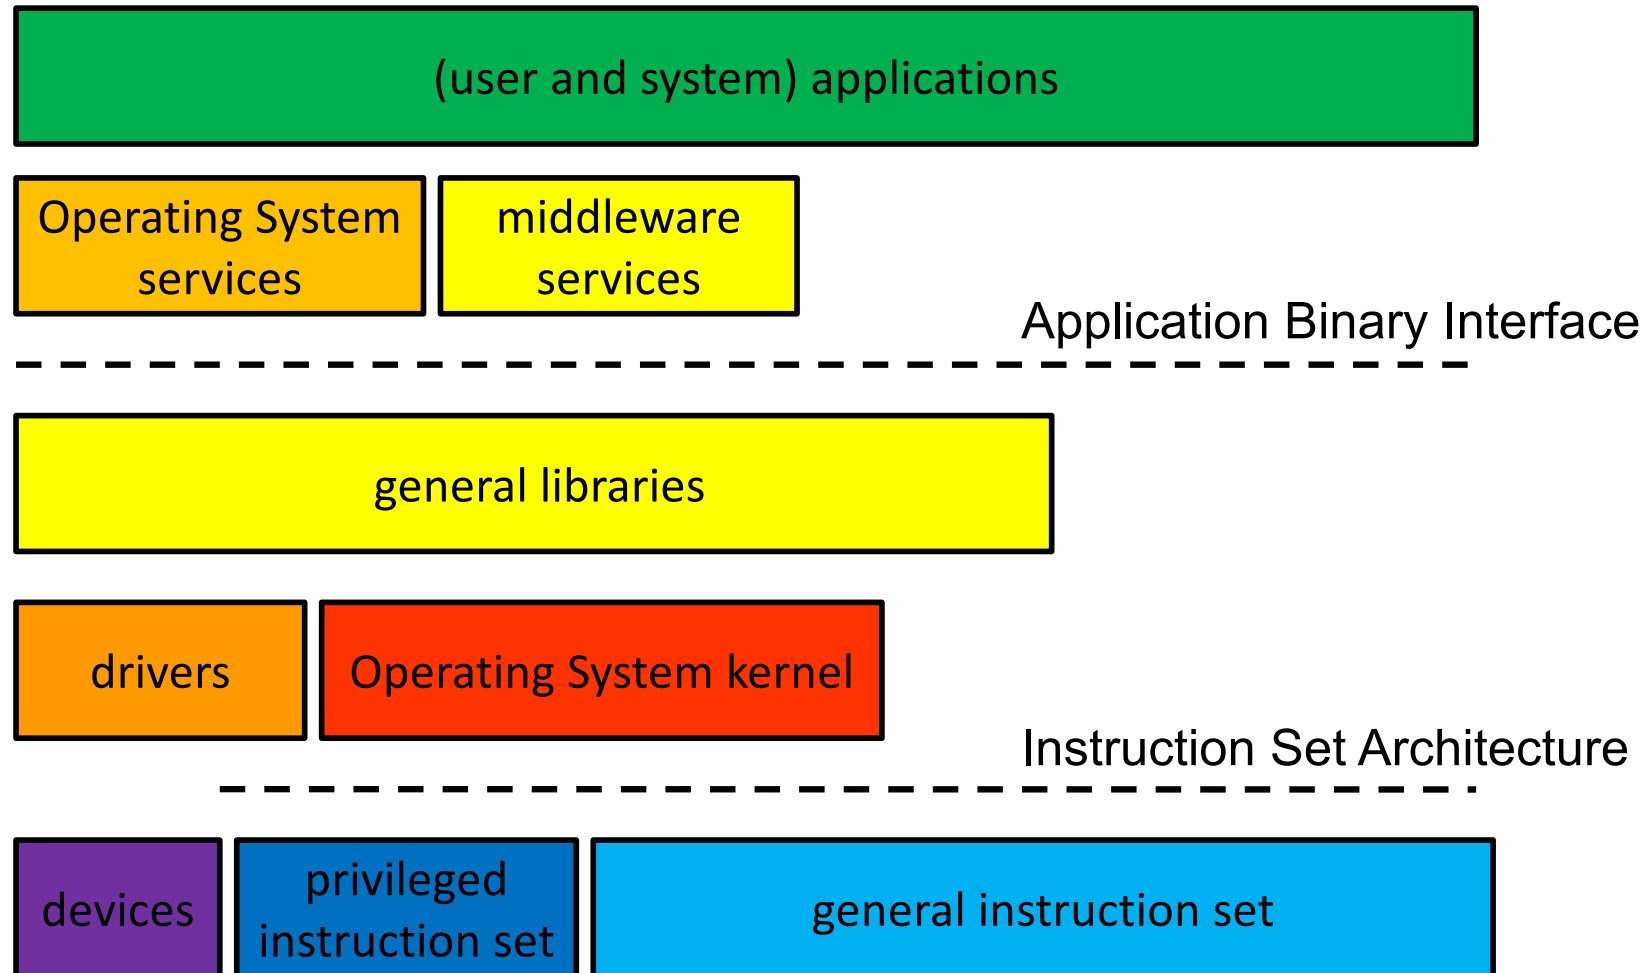 (user and system) applications
Operating System
services
middleware
services
Application Binary Interface
general libraries
drivers
Operating System kernel
Instruction Set Architecture
devices
privileged
instruction set
general instruction set